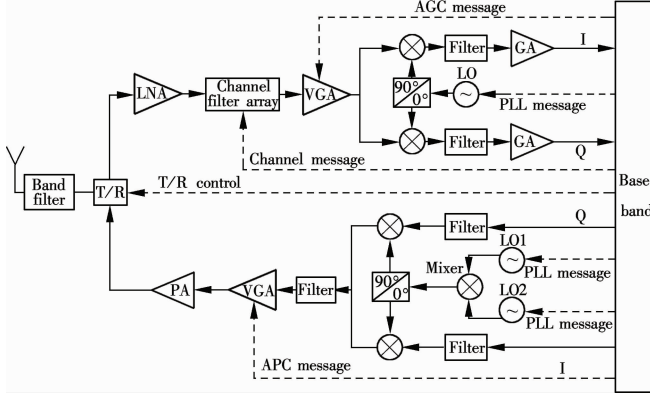 AGC message
I
Filter
GA
LNA
Channel
filter array
VGA
90°
0°
LO
PLL message
Filter
GA
Q
Channel message
T/R control
Band
filter
T/R
Base
band
Q
Filter
LO1
Mixer
PLL message
90°
0°
PA
VGA
Filter
LO2
PLL message
Filter
APC message
I